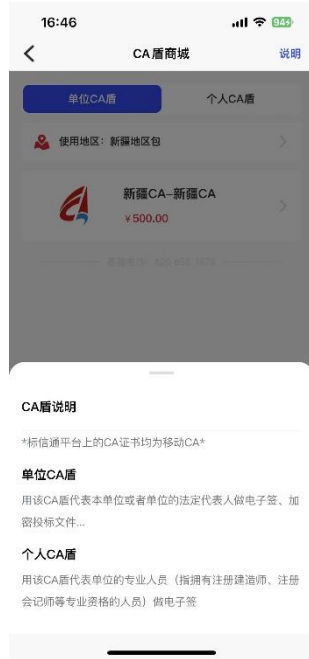 16:46
94
CA盾商城
说明
单位CA盾
个人CA盾
使用地区：新疆地区包
新疆CA-新疆CA
¥500.00
CA盾说明
*标信通平台上的CA证书均为移动CA*
单位CA盾
用该CA盾代表本单位或者单位的法定代表人做电子签、加
密投标文件...
个人CA盾
用该CA盾代表单位的专业人员（指拥有注册建造师、注册
会记师等专业资格的人员）做电子签